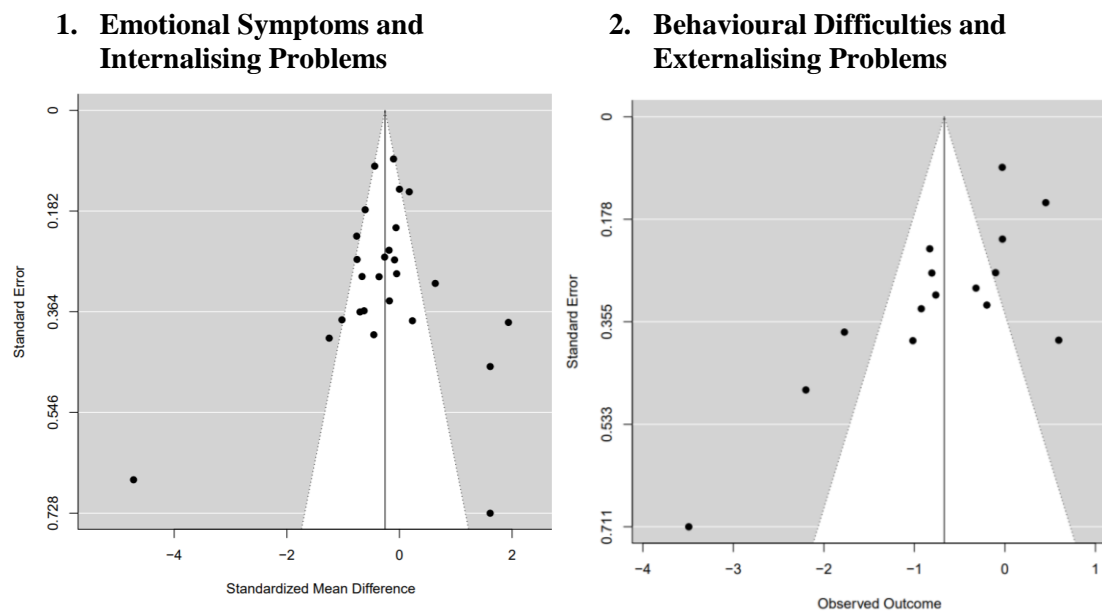 1. Emotional Symptoms and
Internalising Problems
0
0.182
0.364
0.546
0.728
Standard Error
−4
−2
0
2
Standardized Mean Difference
2. Behavioural Difficulties and
Externalising Problems
0
0.178
0.355
0.533
0.711
Standard Error
−4
−3
−2
−1
0
1
Observed Outcome